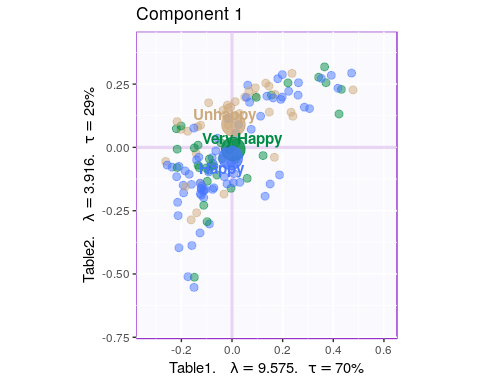 Component 1
Table2.   λ = 3.916.   τ = 29%
0.25
0.00
-0.25
-0.50
-0.75
Unhappy
Very Happy
Happy
-0.2 0.0 0.2 0.4 0.6
Table1.   λ = 9.575.   τ = 70%